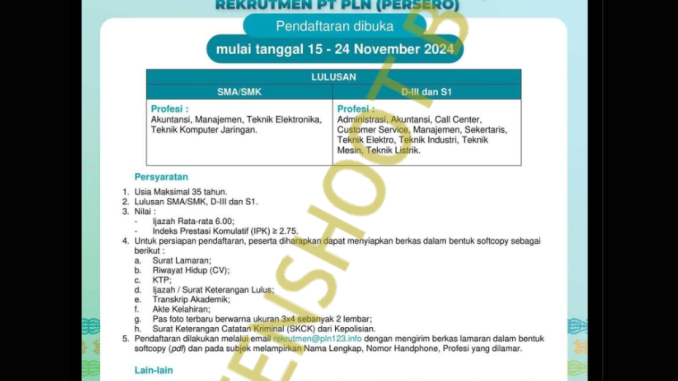 REKRUTMEN PT PLN (PERSERO)
Pendaftaran dibuka
mulai tanggal 15 - 24 November 2024
LULUSAN
SMA/SMK
D-III dan S1
Profesi :
Akuntansi, Manajemen, Teknik Elektronika,
Teknik Komputer Jaringan.
Profesi :
Administrasi, Akuntansi, Call Center,
Customer Service, Manajemen, Sekertaris,
Teknik Elektro, Teknik Industri, Teknik
Mesin, Teknik Listrik.
Persyaratan
1. Usia Maksimal 35 tahun.
2. Lulusan SMA/SMK, D-III dan S1.
3. Nilai :
- Ijazah Rata-rata 6.00;
- Indeks Prestasi Komulatif (IPK) ≥ 2.75.
4. Untuk persiapan pendaftaran, peserta diharapkan dapat menyiapkan berkas dalam bentuk softcopy sebagai
berikut :
a. Surat Lamaran;
b. Riwayat Hidup (CV);
c. KTP;
d. Ijazah / Surat Keterangan Lulus;
e. Transkrip Akademik;
f. Akte Kelahiran;
g. Pas foto terbaru berwarna ukuran 3x4 sebanyak 2 lembar;
h. Surat Keterangan Catatan Kriminal (SKCK) dari Kepolisian.
5. Pendaftaran dilakukan melalui email rekrutmen@pln123.info dengan mengirim berkas lamaran dalam bentuk
softcopy (pdf) dan pada subjek melampirkan Nama Lengkap, Nomor Handphone, Profesi yang dilamar.
Lain-lain